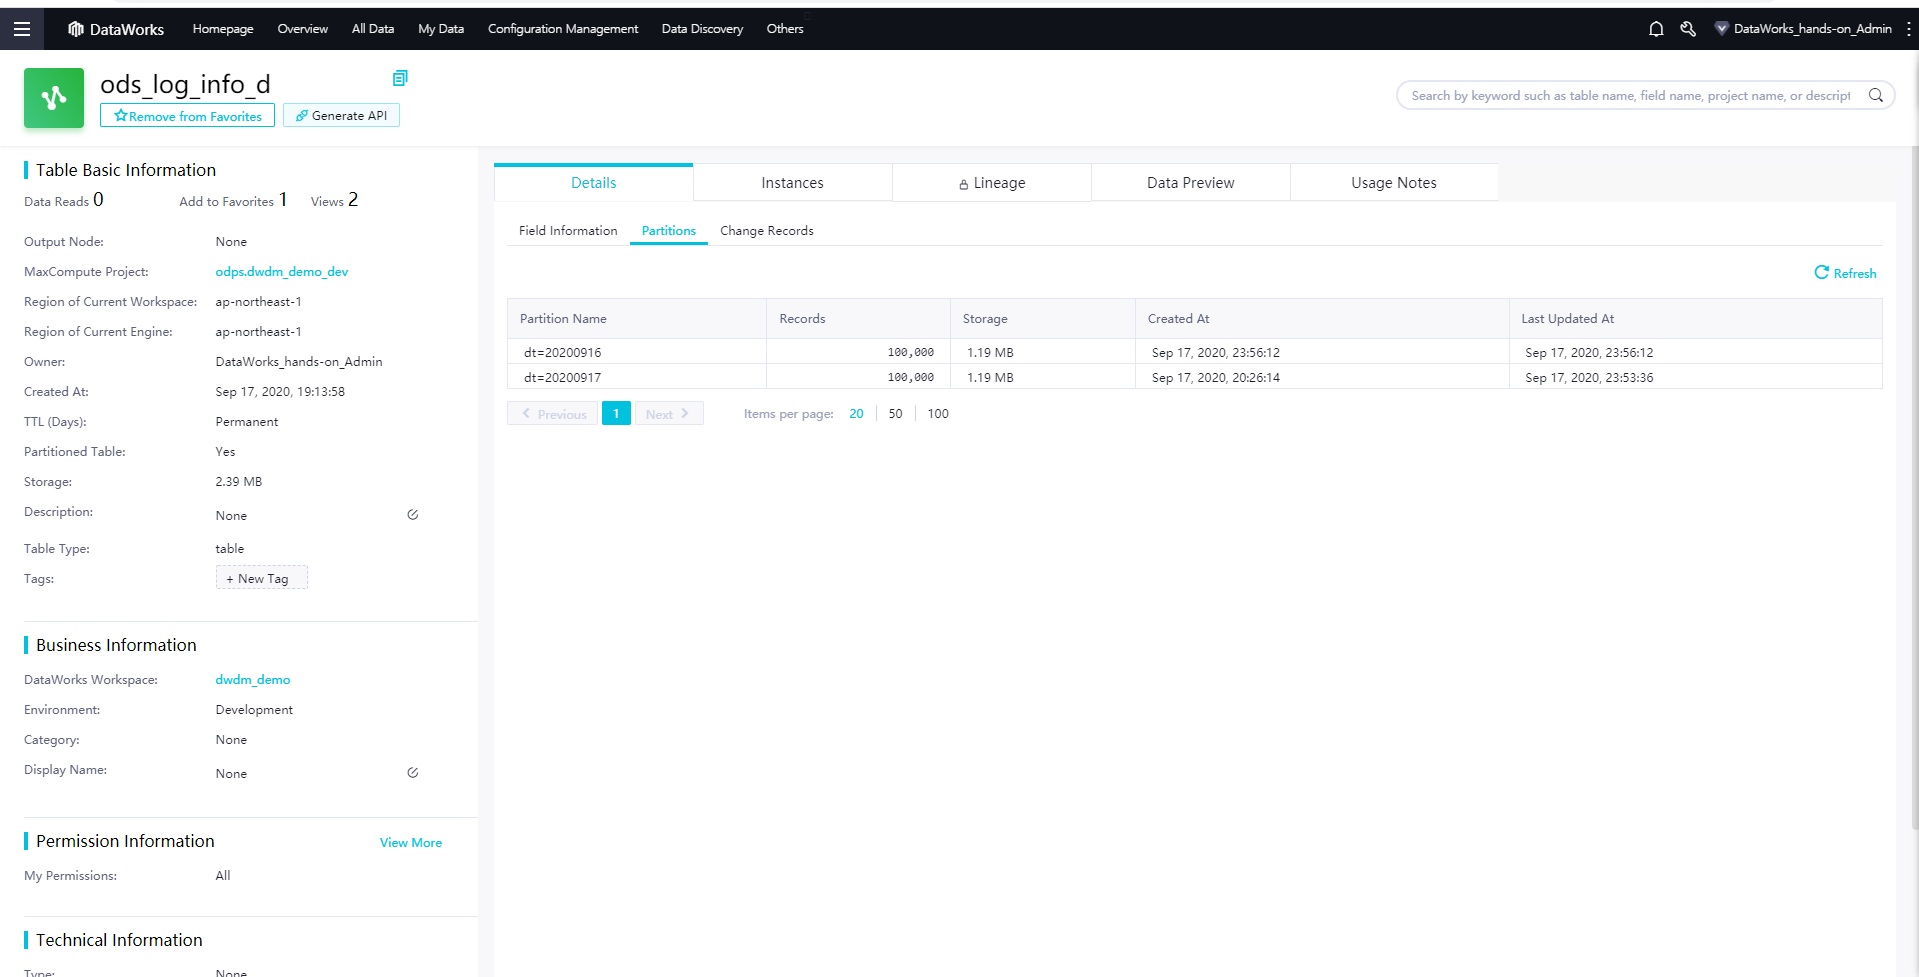 DataWorks Homepage Overview All Data My Data Configuration Management Data Discovery Others DataWorks_hands-on_Admin
ods_log_info_d
Remove from Favorites Generate API
Search by keyword such as table name, field name, project name, or descript
Table Basic Information
Data Reads 0 Add to Favorites 1 Views 2
Output Node: None
MaxCompute Project: odps.dwdm_demo_dev
Region of Current Workspace: ap-northeast-1
Region of Current Engine: ap-northeast-1
Owner: DataWorks_hands-on_Admin
Created At: Sep 17, 2020, 19:13:58
TTL (Days): Permanent
Partitioned Table: Yes
Storage: 2.39 MB
Description: None
Table Type: table
Tags: + New Tag
Business Information
DataWorks Workspace: dwdm_demo
Environment: Development
Category: None
Display Name: None
Permission Information View More
My Permissions: All
Technical Information
Type: None
Details Instances Lineage Data Preview Usage Notes
Field Information Partitions Change Records
Refresh
Partition Name Records Storage Created At Last Updated At
dt=20200916 100,000 1.19 MB Sep 17, 2020, 23:56:12 Sep 17, 2020, 23:56:12
dt=20200917 100,000 1.19 MB Sep 17, 2020, 20:26:14 Sep 17, 2020, 23:53:36
Previous 1 Next Items per page: 20 50 100